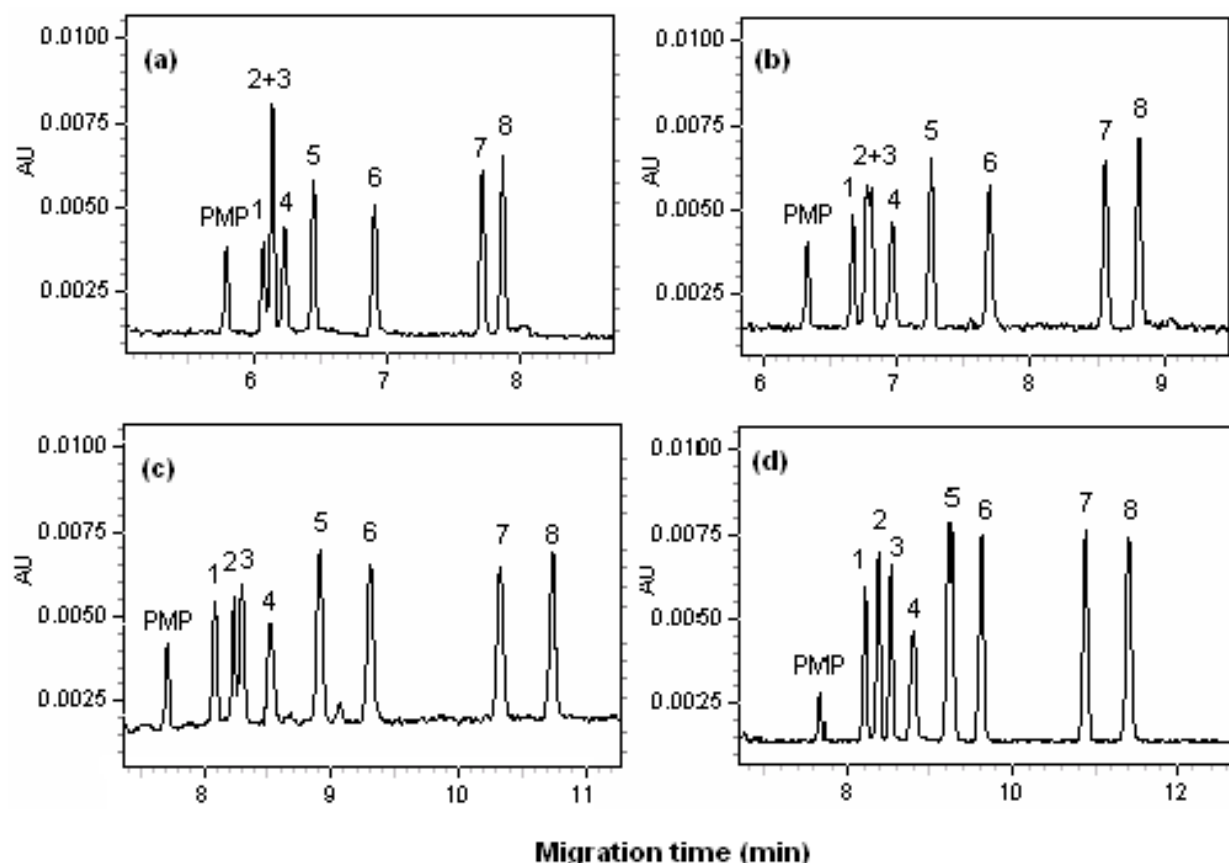 (a)
0.0100
0.0075
0.0050
0.0025
AU
PMP 1 2+3 4 5 6 7 8
6 7 8
(b)
0.0100
0.0075
0.0050
0.0025
AU
PMP 1 2+3 4 5 6 7 8
6 7 8 9
(c)
0.0100
0.0075
0.0050
0.0025
AU
PMP 1 2 3 4 5 6 7 8
8 9 10 11
(d)
0.0100
0.0075
0.0050
0.0025
AU
PMP 1 2 3 4 5 6 7 8
8 10 12
Migration time (min)